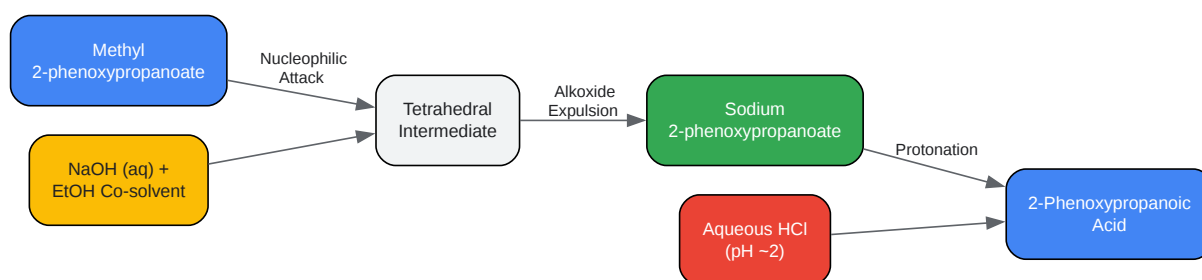 Methyl
2-phenoxypropanoate
Nucleophilic
Attack
NaOH (aq) +
EtOH Co-solvent
Tetrahedral
Intermediate
Alkoxide
Expulsion
Sodium
2-phenoxypropanoate
Protonation
Aqueous HCl
(pH ~2)
2-Phenoxypropanoic
Acid